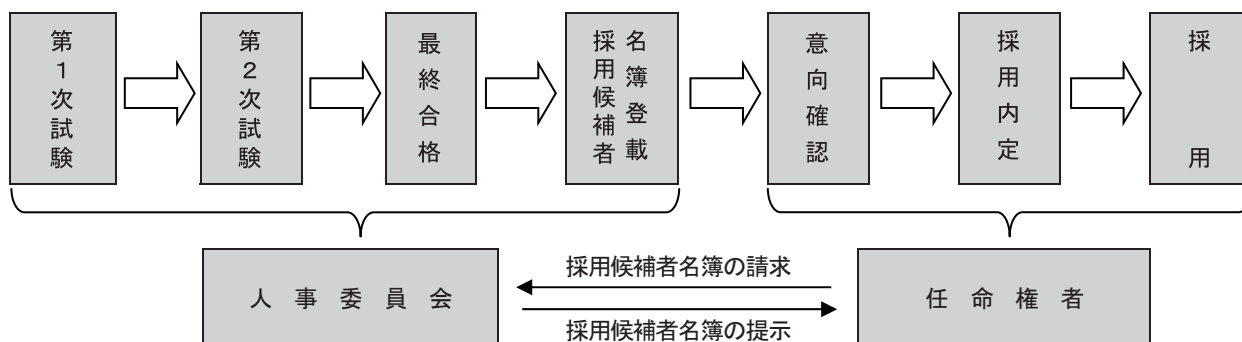 第1次試験
第2次試験
最終合格
採用候補者
名簿登載
意向確認
採用内定
採用
人事委員会
採用候補者名簿の請求
採用候補者名簿の提示
任命権者